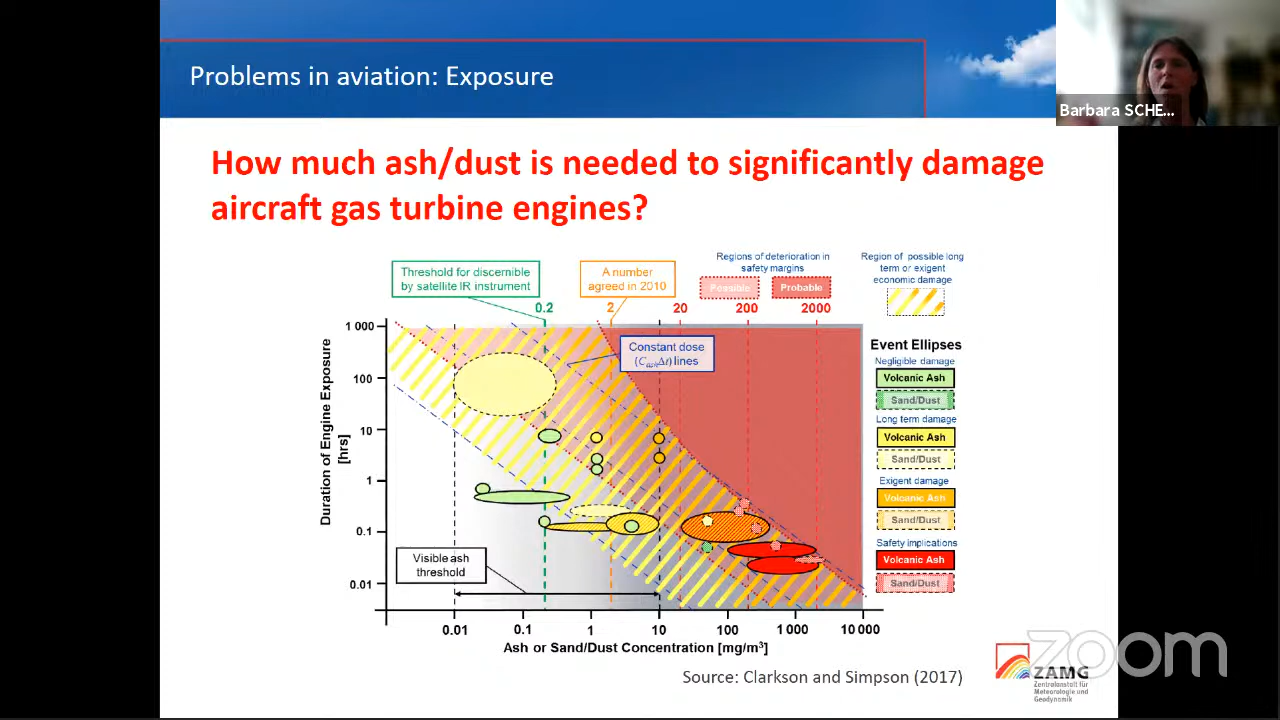 Problems in aviation: Exposure
Barbara SCHE...
How much ash/dust is needed to significantly damage
aircraft gas turbine engines?
Threshold for discernible
by satellite IR instrument
A number
agreed in 2010
Regions of deterioration in
safety margins
Possible
Probable
Region of possible long
term or exigent
economic damage
0.2
2
20
200
2000
1 000
100
10
1
0.1
0.01
Duration of Engine Exposure
[hrs]
Constant dose
(CashΔt) lines
Visible ash
threshold
Event Ellipses
Negligible damage
Volcanic Ash
Sand/Dust
Long term damage
Volcanic Ash
Sand/Dust
Exigent damage
Volcanic Ash
Sand/Dust
Safety implications
Volcanic Ash
Sand/Dust
0.01
0.1
1
10
100
1 000
10 000
Ash or Sand/Dust Concentration [mg/m³]
Source: Clarkson and Simpson (2017)
ZAMG
Zentralanstalt für
Meteorologie und
Geodynamik
zoom